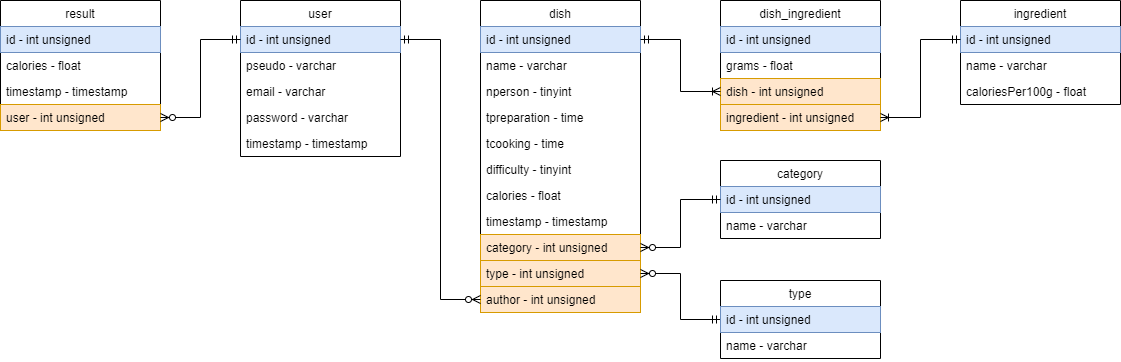 result
id - int unsigned
calories - float
timestamp - timestamp
user - int unsigned
user
id - int unsigned
pseudo - varchar
email - varchar
password - varchar
timestamp - timestamp
dish
id - int unsigned
name - varchar
nperson - tinyint
tpreparation - time
tcooking - time
difficulty - tinyint
calories - float
timestamp - timestamp
category - int unsigned
type - int unsigned
author - int unsigned
dish_ingredient
id - int unsigned
grams - float
dish - int unsigned
ingredient - int unsigned
ingredient
id - int unsigned
name - varchar
caloriesPer100g - float
category
id - int unsigned
name - varchar
type
id - int unsigned
name - varchar